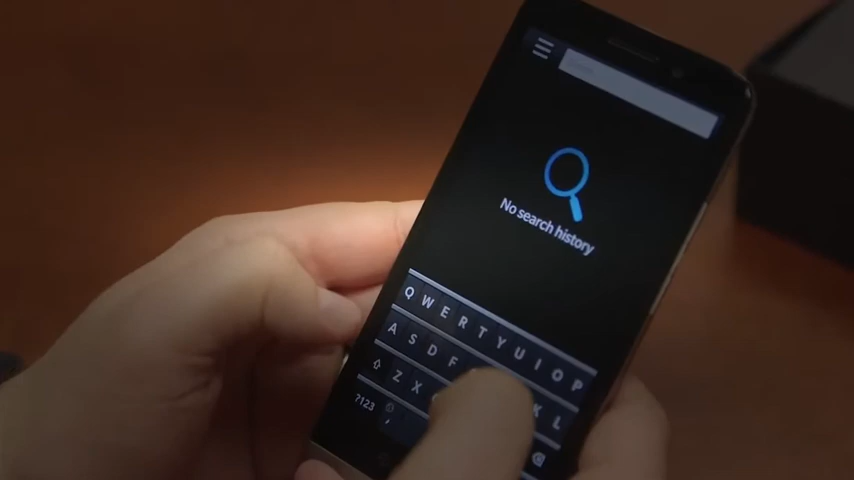 No search history
Q W E R T Y U I O P
A S D F K L
Z X
?123 ,